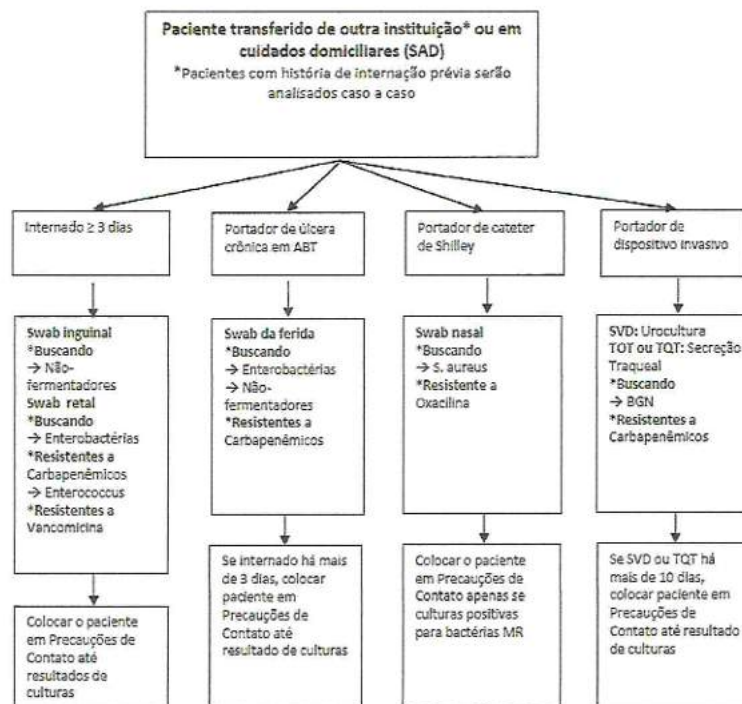 Paciente transferido de outra instituição* ou em
cuidados domiciliares (SAD)
*Pacientes com história de internação prévia serão
analisados caso a caso
Internado ≥ 3 dias
Portador de úlcera
crônica em ABT
Portador de cateter
de Shilley
Portador de
dispositivo invasivo
Swab inguinal
*Buscando
→ Não-
fermentadores
Swab retal
*Buscando
→ Enterobactérias
*Resistentes a
Carbapenêmicos
→ Enterococcus
*Resistentes a
Vancomicina
Swab da ferida
*Buscando
→ Enterobactérias
→ Não-
fermentadores
*Resistentes a
Carbapenêmicos
Swab nasal
*Buscando
→ S. aureus
*Resistente a
Oxacilina
SVD: Urocultura
TOT ou TQT: Secreção
Traqueal
*Buscando
→ BGN
*Resistentes a
Carbapenêmicos
Colocar o paciente
em Precauções de
Contato até
resultados de
culturas
Se internado há mais
de 3 dias, colocar
paciente em
Precauções de
Contato até
resultado de culturas
Colocar o paciente
em Precauções de
Contato apenas se
culturas positivas
para bactérias MR
Se SVD ou TQT há
mais de 10 dias,
colocar paciente em
Precauções de
Contato até resultado
de culturas